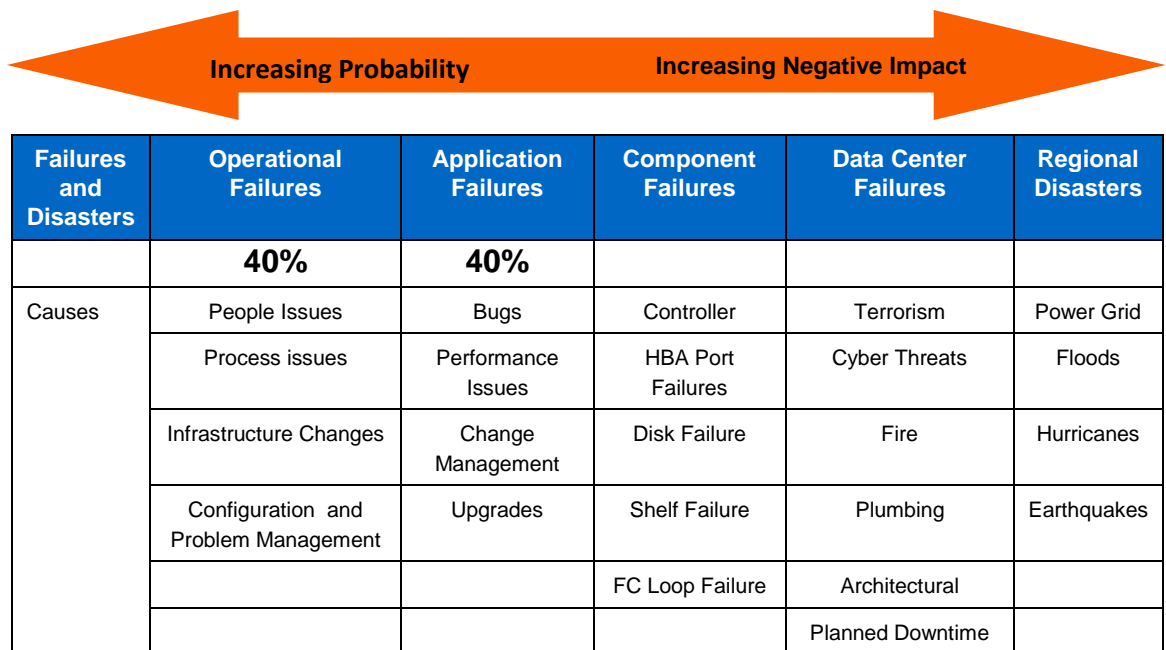 Increasing Probability
Increasing Negative Impact
Failures and Disasters
Operational Failures
Application Failures
Component Failures
Data Center Failures
Regional Disasters
40%
40%
Causes
People Issues
Bugs
Controller
Terrorism
Power Grid
Process issues
Performance Issues
HBA Port Failures
Cyber Threats
Floods
Infrastructure Changes
Change Management
Disk Failure
Fire
Hurricanes
Configuration and Problem Management
Upgrades
Shelf Failure
Plumbing
Earthquakes
FC Loop Failure
Architectural
Planned Downtime